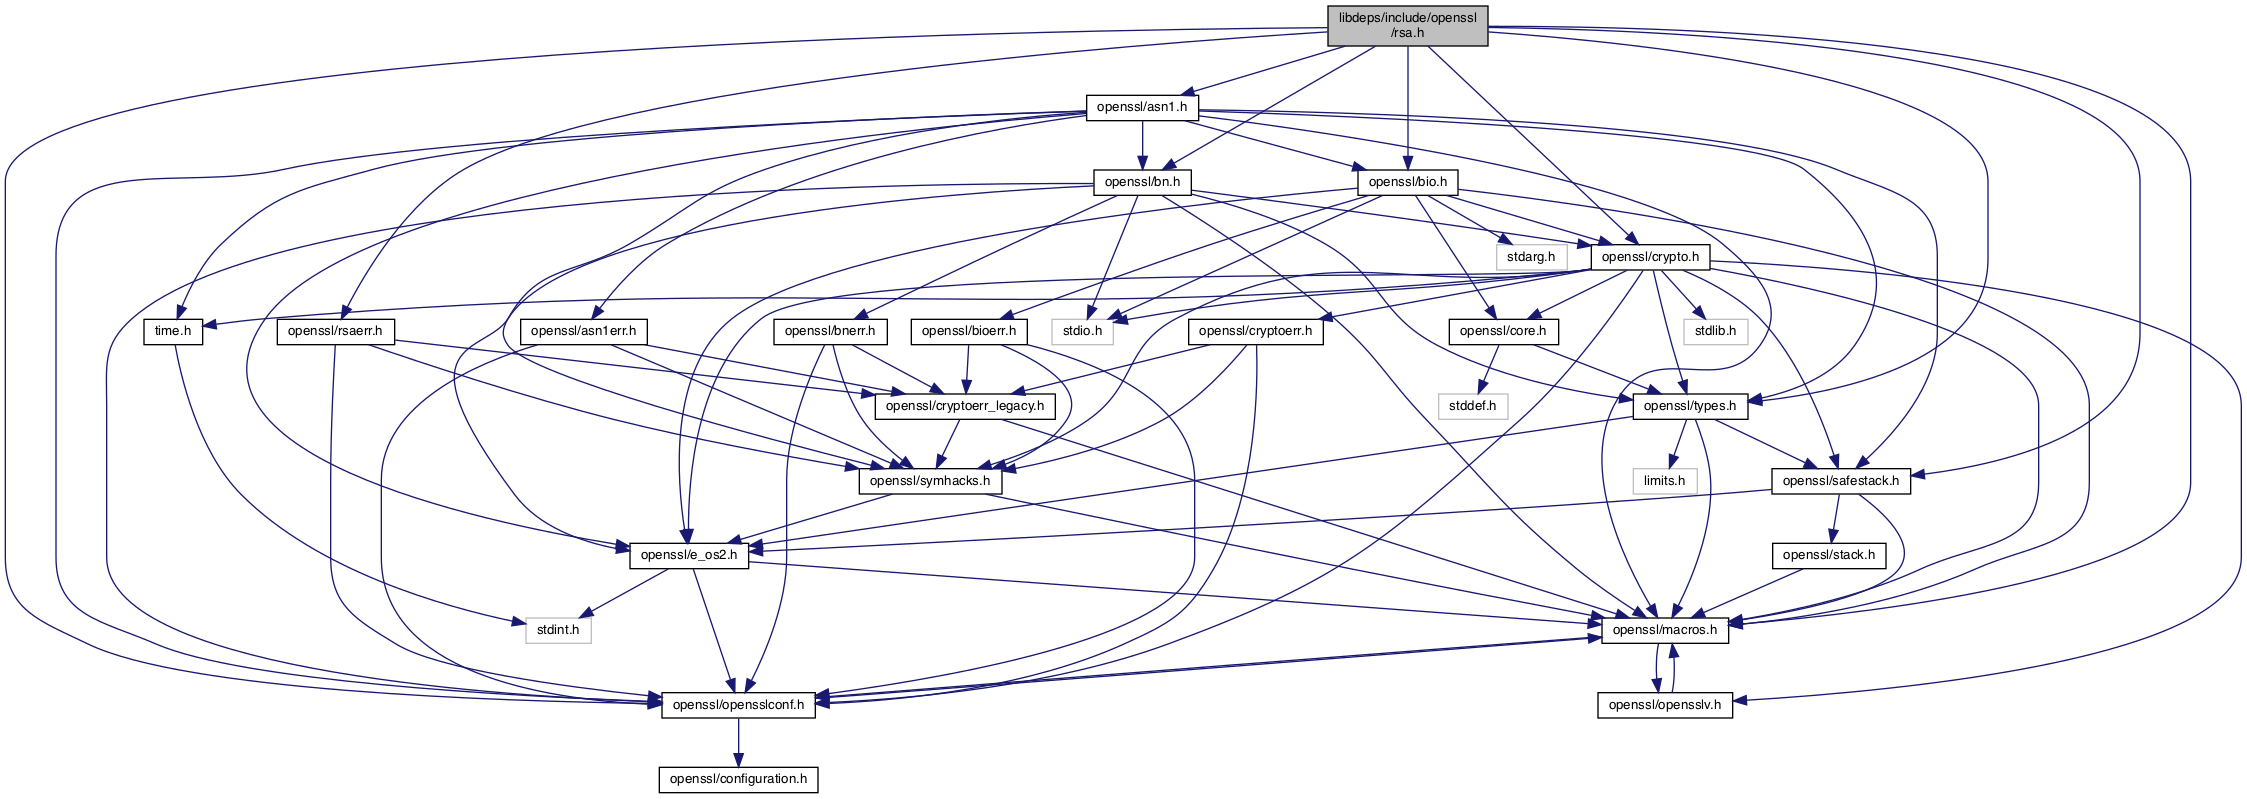 libdeps/include/openssl
/rsa.h
openssl/asn1.h
openssl/bn.h
openssl/bio.h
stdarg.h
openssl/crypto.h
time.h
openssl/rsaerr.h
openssl/asn1err.h
openssl/bnerr.h
openssl/bioerr.h
stdio.h
openssl/cryptoerr.h
openssl/core.h
stdlib.h
openssl/cryptoerr_legacy.h
stddef.h
openssl/types.h
openssl/symhacks.h
limits.h
openssl/safestack.h
openssl/e_os2.h
openssl/stack.h
stdint.h
openssl/macros.h
openssl/opensslconf.h
openssl/opensslv.h
openssl/configuration.h